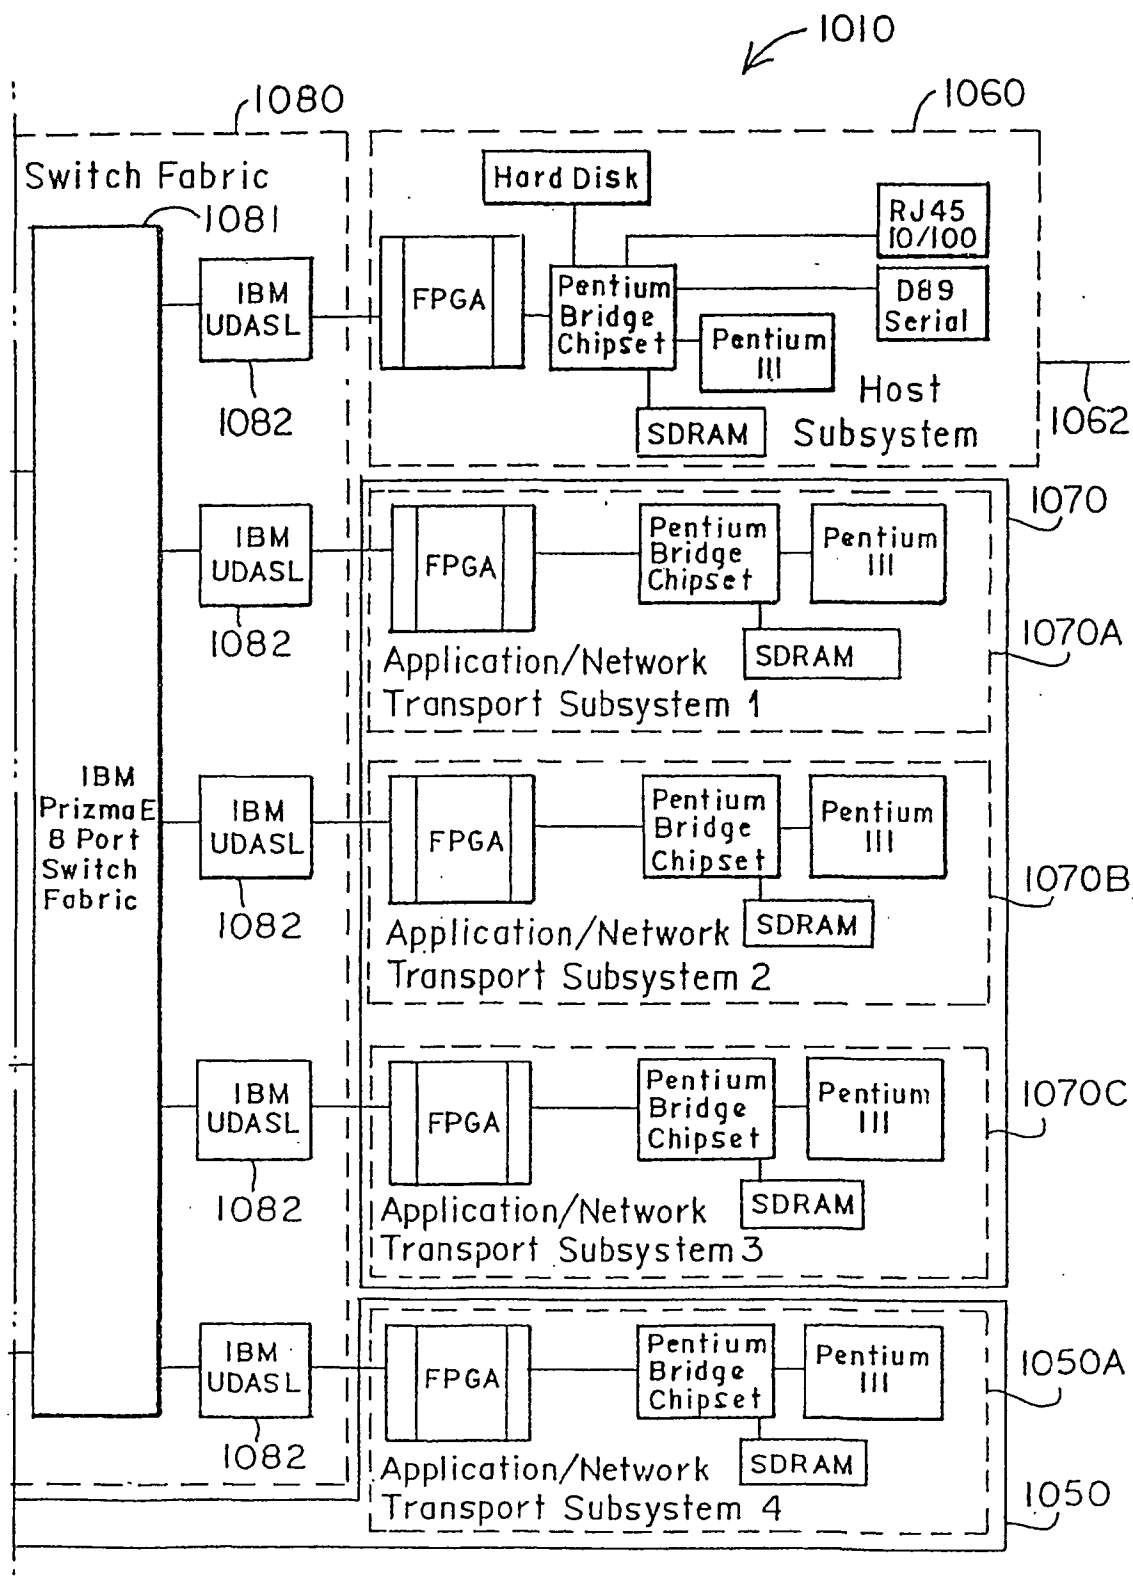 1010
1080
1060
Switch Fabric
1081
Hard Disk
RJ45
10/100
IBM
UDASL
FPGA
Pentium
Bridge
Chipset
D89
Serial
Pentium
III
1082
SDRAM
Host
Subsystem
1062
1070
IBM
UDASL
FPGA
Pentium
Bridge
Chipset
Pentium
III
1082
SDRAM
1070A
Application/Network
Transport Subsystem 1
IBM
PrizmaE
8 Port
Switch
Fabric
IBM
UDASL
FPGA
Pentium
Bridge
Chipset
Pentium
III
1070B
1082
SDRAM
Application/Network
Transport Subsystem 2
IBM
UDASL
FPGA
Pentium
Bridge
Chipset
Pentium
III
1070C
1082
SDRAM
Application/Network
Transport Subsystem 3
IBM
UDASL
FPGA
Pentium
Bridge
Chipset
Pentium
III
1050A
1082
SDRAM
Application/Network
Transport Subsystem 4
1050